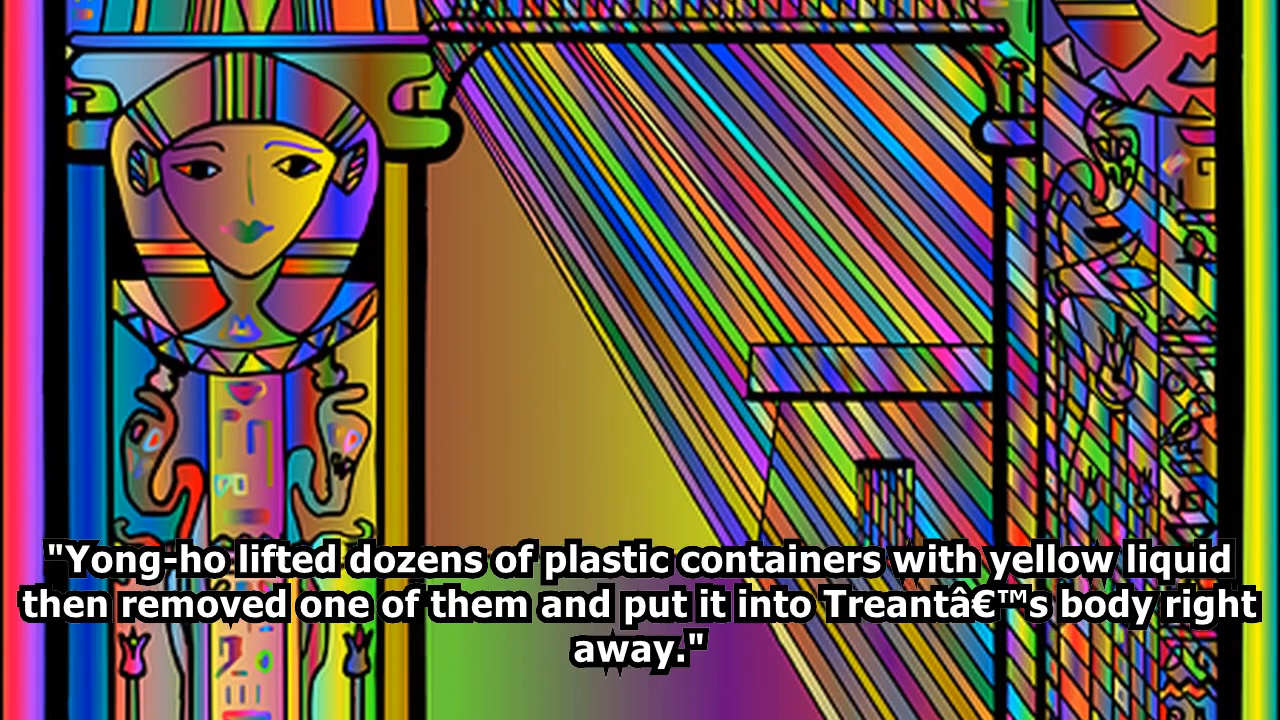 "Yong-ho lifted dozens of plastic containers with yellow liquid
then removed one of them and put it into Treantâ€™s body right
away."